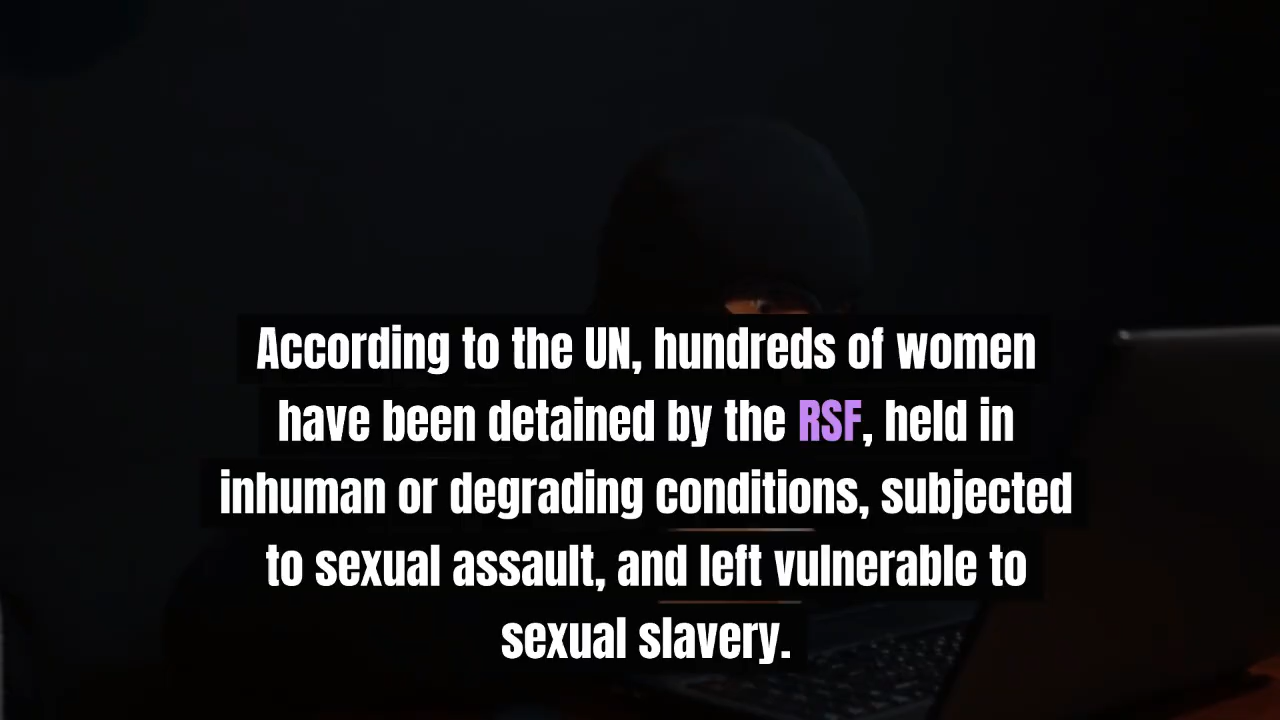 According to the UN, hundreds of women
have been detained by the RSF, held in
inhuman or degrading conditions, subjected
to sexual assault, and left vulnerable to
sexual slavery.